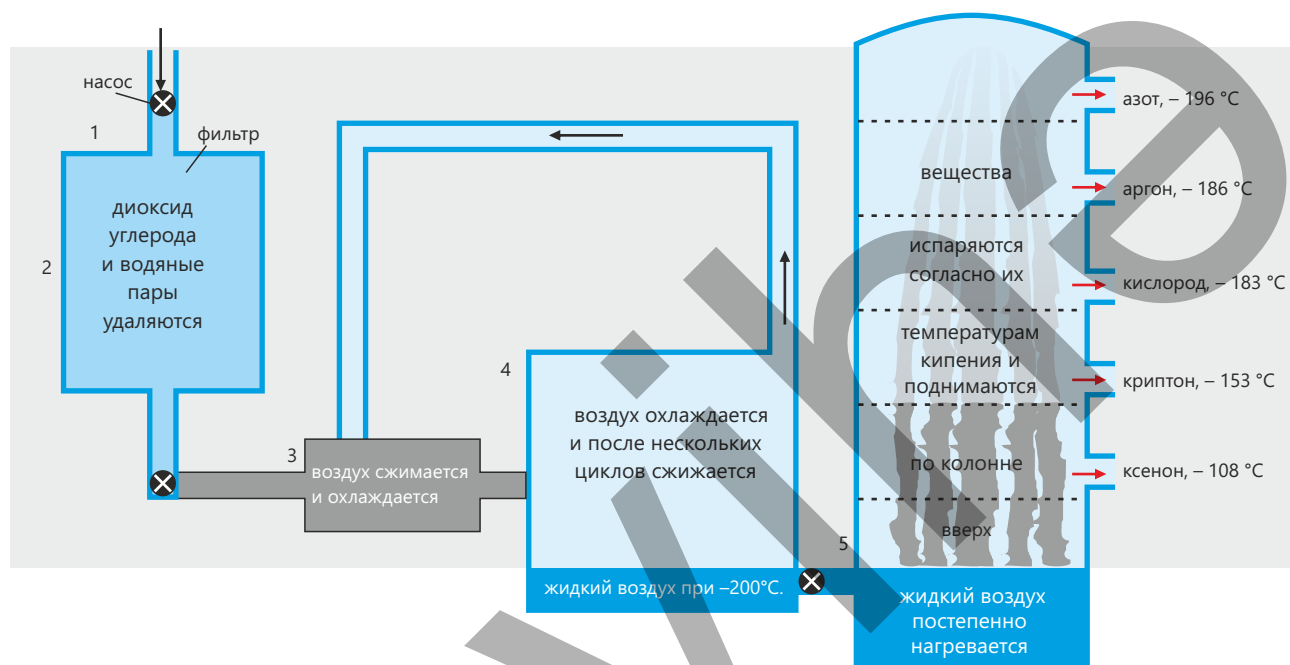 насос
1
фильтр
2
диоксид
углерода
и водяные
пары
удаляются
3
воздух сжимается
и охлаждается
4
воздух охлаждается
и после нескольких
циклов сжижается
жидкий воздух при –200°C.
5
вещества
испаряются
согласно их
температурам
кипения и
поднимаются
по колонне
вверх
жидкий воздух
постепенно
нагревается
азот, – 196 °C
аргон, – 186 °C
кислород, – 183 °C
криптон, – 153 °C
ксенон, – 108 °C